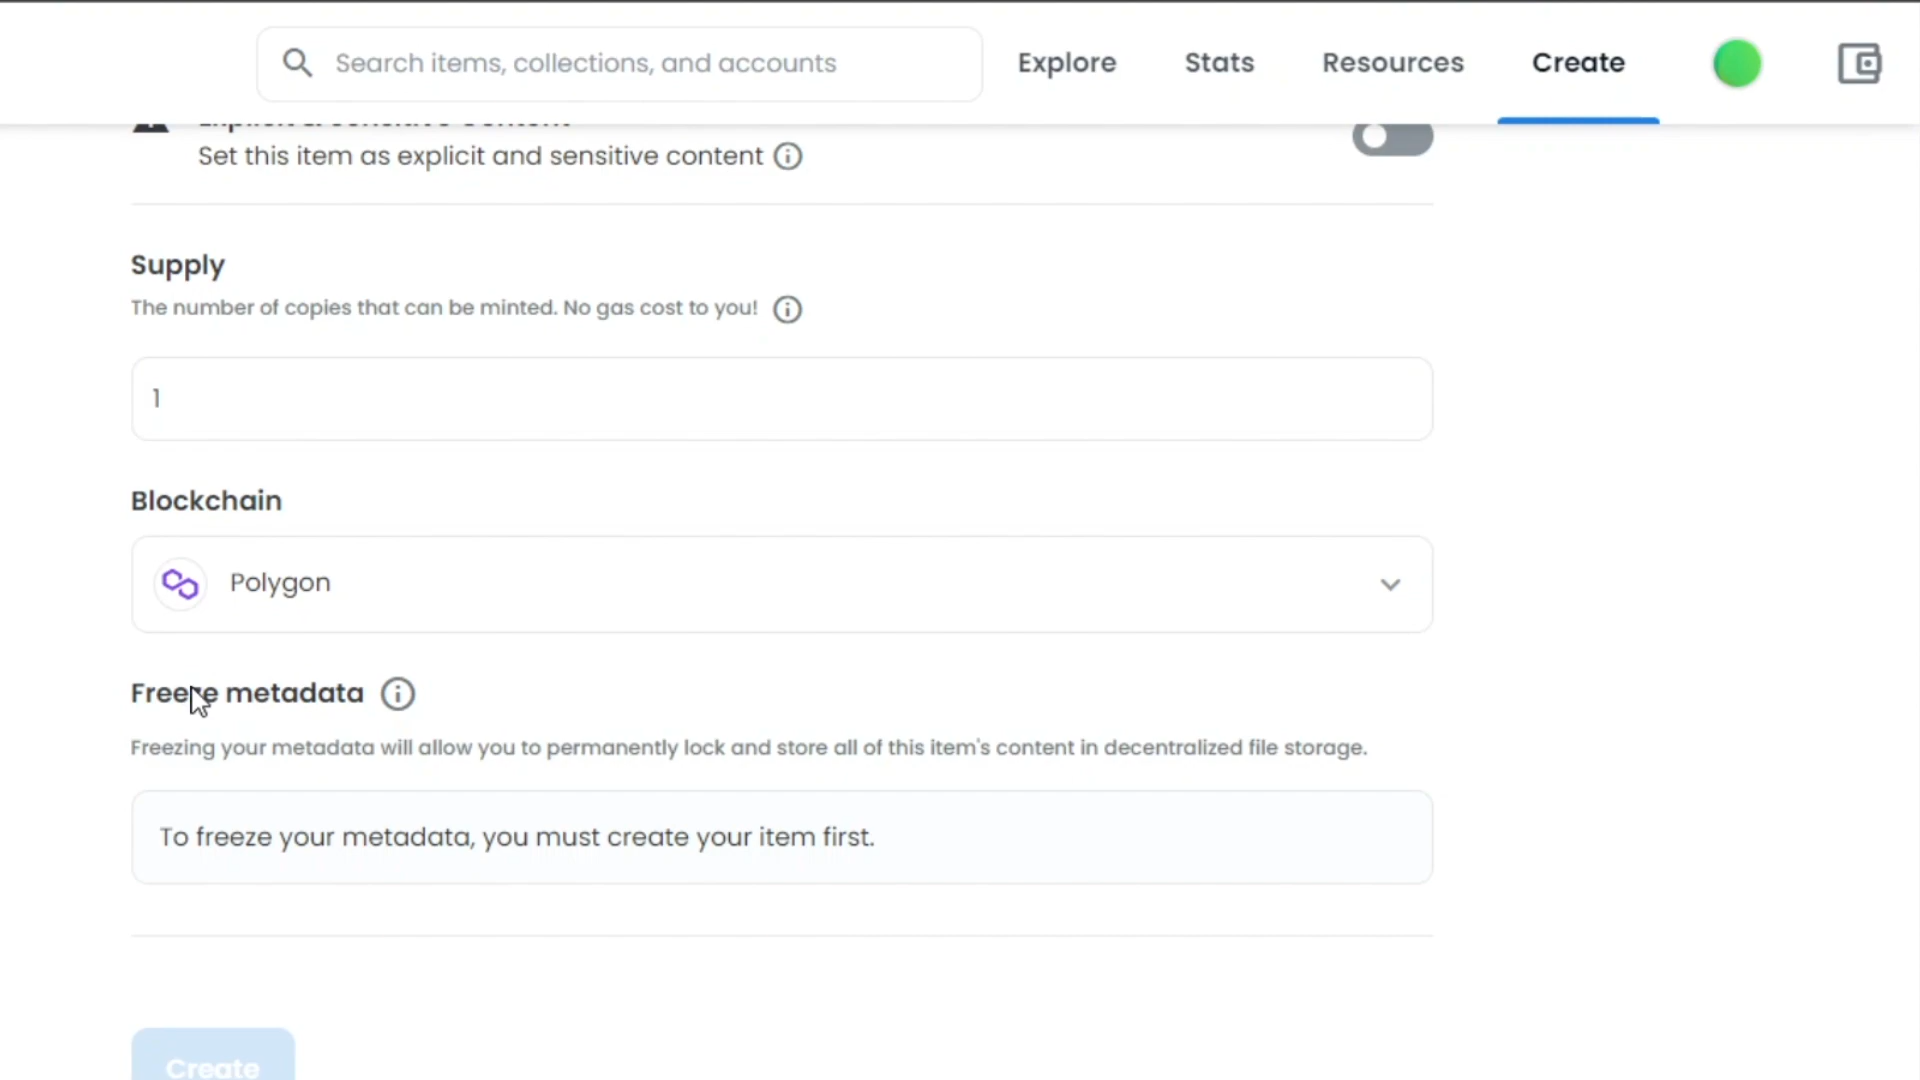 Search items, collections, and accounts
Explore
Stats
Resources
Create
Explicit & Sensitive Content
Set this item as explicit and sensitive content
Supply
The number of copies that can be minted. No gas cost to you!
1
Blockchain
Polygon
Freeze metadata
Freezing your metadata will allow you to permanently lock and store all of this item's content in decentralized file storage.
To freeze your metadata, you must create your item first.
Create